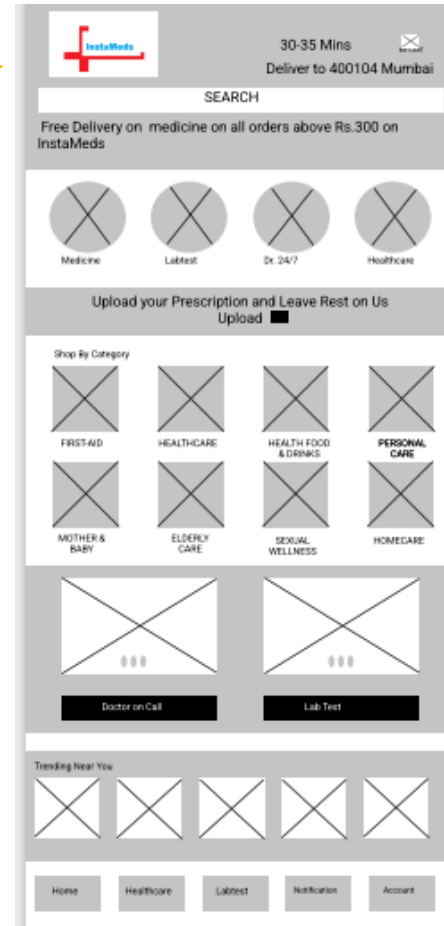 InstaMeds
30-35 Mins
Deliver to 400104 Mumbai
SEARCH
Free Delivery on medicine on all orders above Rs.300 on
InstaMeds
Medicine Labtest Dr. 24/7 Healthcare
Upload your Prescription and Leave Rest on Us
Upload
Shop By Category
FIRST-AID HEALTHCARE HEALTH FOOD & DRINKS PERSONAL CARE
MOTHER & BABY ELDERLY CARE SEXUAL WELLNESS HOMECARE
Doctor on Call Lab Test
Trending Near You
Home Healthcare Labtest Notification Account